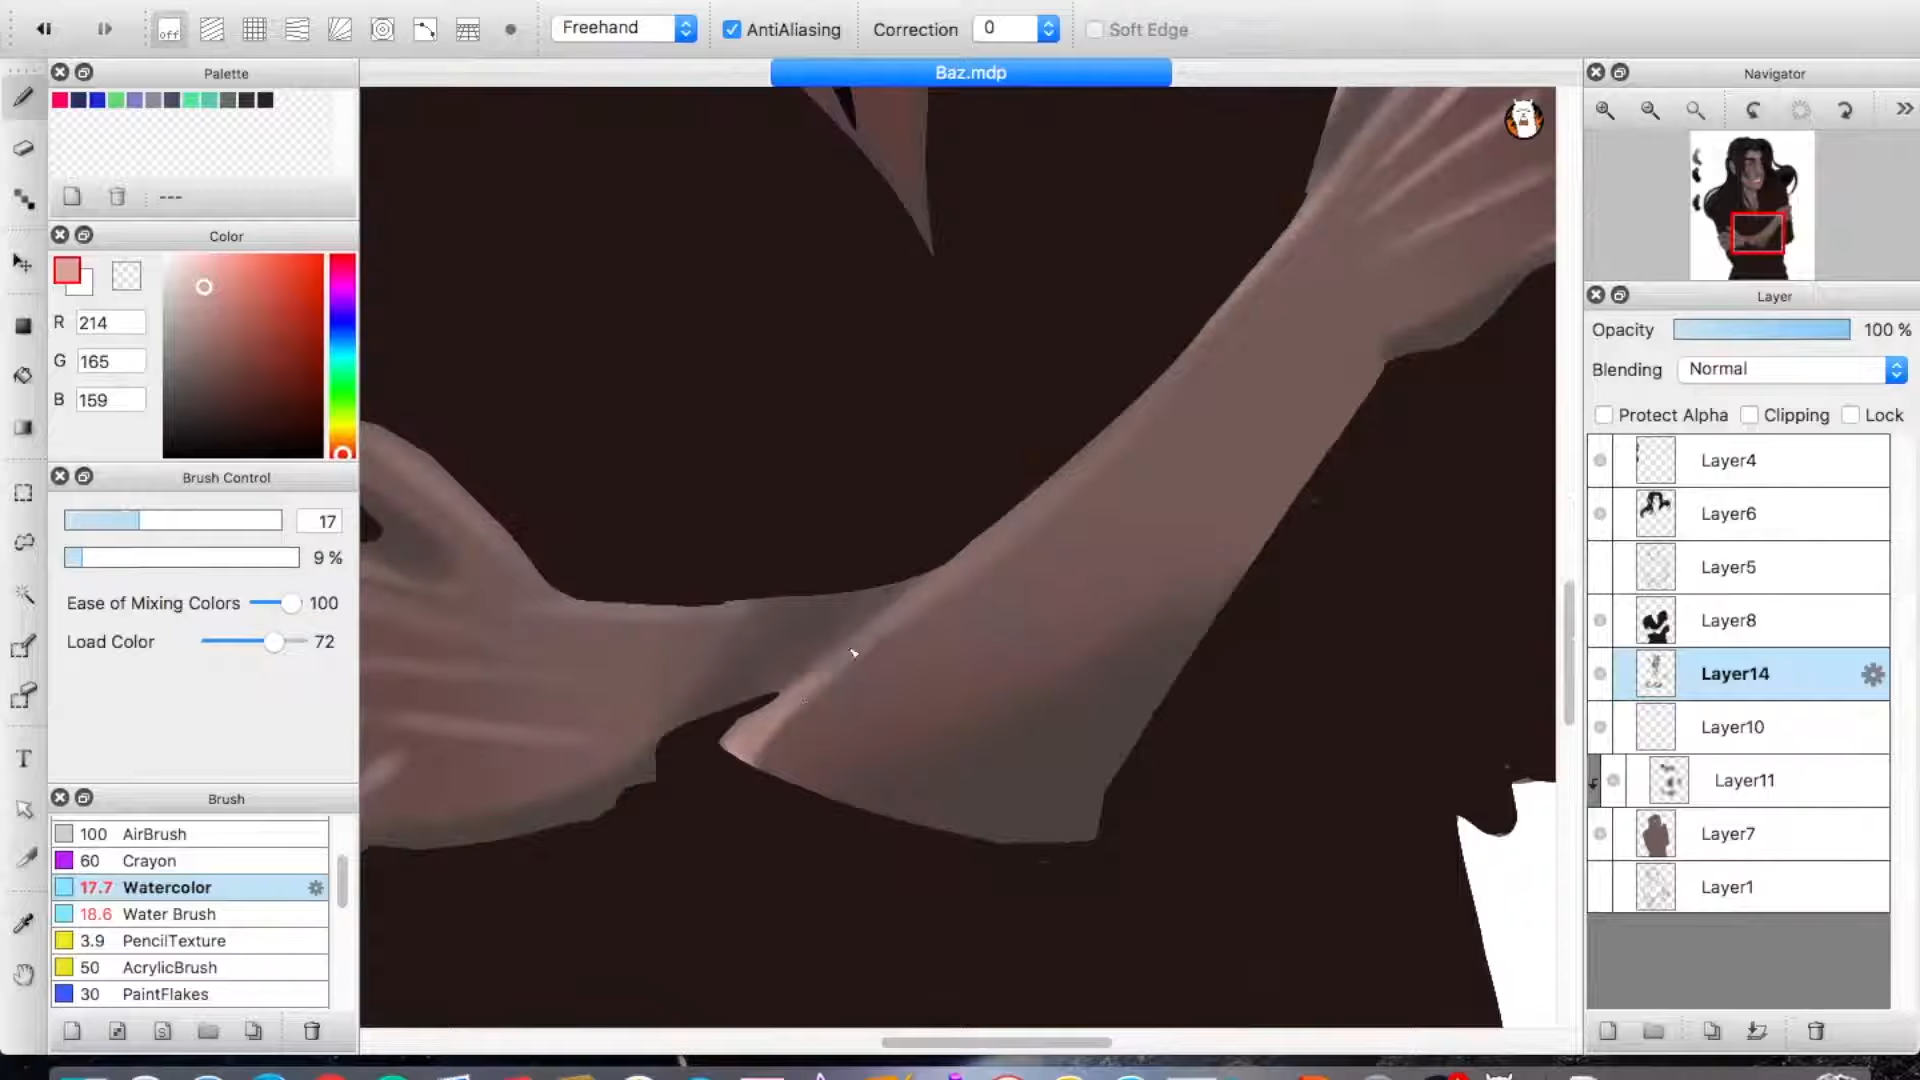 off
Freehand
AntiAliasing
Correction
0
Soft Edge
Palette
---
Color
R 214
G 165
B 159
Brush Control
17
9 %
Ease of Mixing Colors 100
Load Color 72
Brush
100 AirBrush
60 Crayon
17.7 Watercolor
18.6 Water Brush
3.9 PencilTexture
50 AcrylicBrush
30 PaintFlakes
T
S
Baz.mdp
Navigator
Layer
Opacity 100 %
Blending Normal
Protect Alpha Clipping Lock
Layer4
Layer6
Layer5
Layer8
Layer14
Layer10
Layer11
Layer7
Layer1